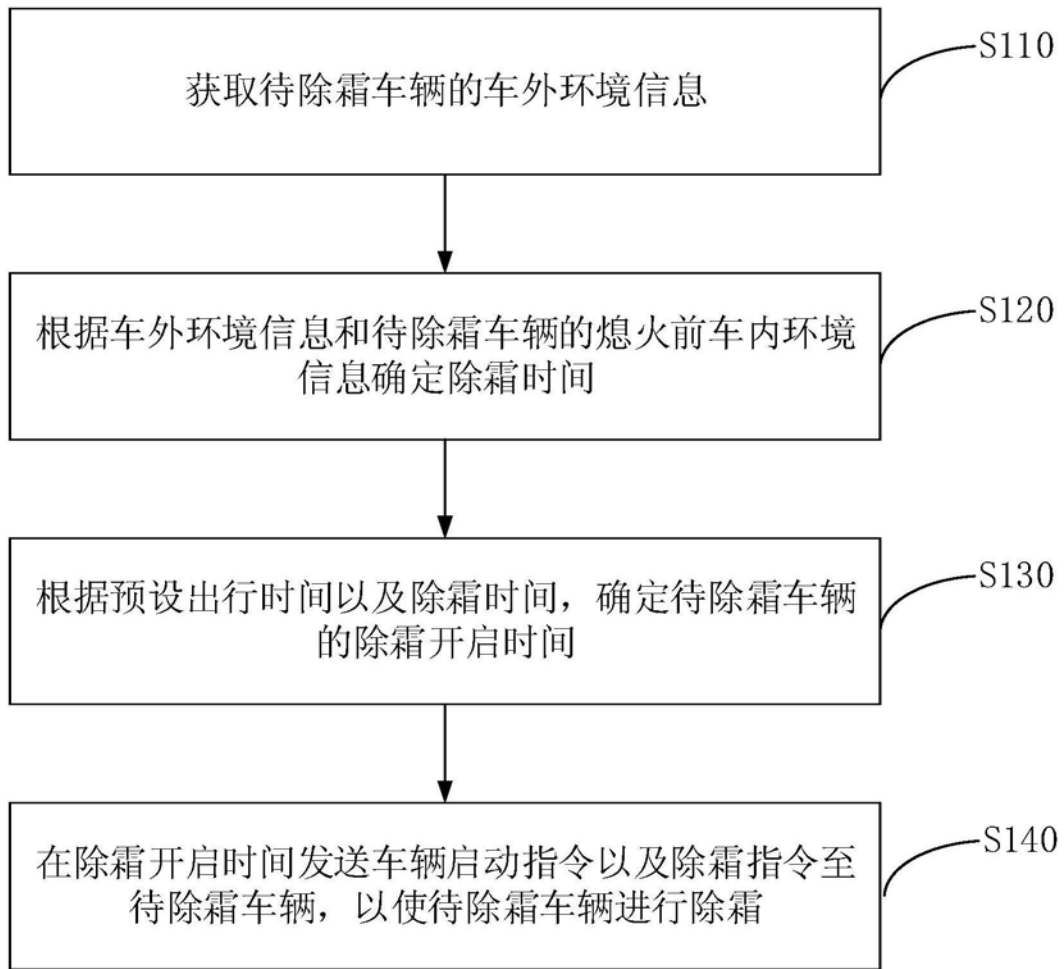 获取待除霜车辆的车外环境信息
S110
根据车外环境信息和待除霜车辆的熄火前车内环境
信息确定除霜时间
S120
根据预设出行时间以及除霜时间，确定待除霜车辆
的除霜开启时间
S130
在除霜开启时间发送车辆启动指令以及除霜指令至
待除霜车辆，以使待除霜车辆进行除霜
S140